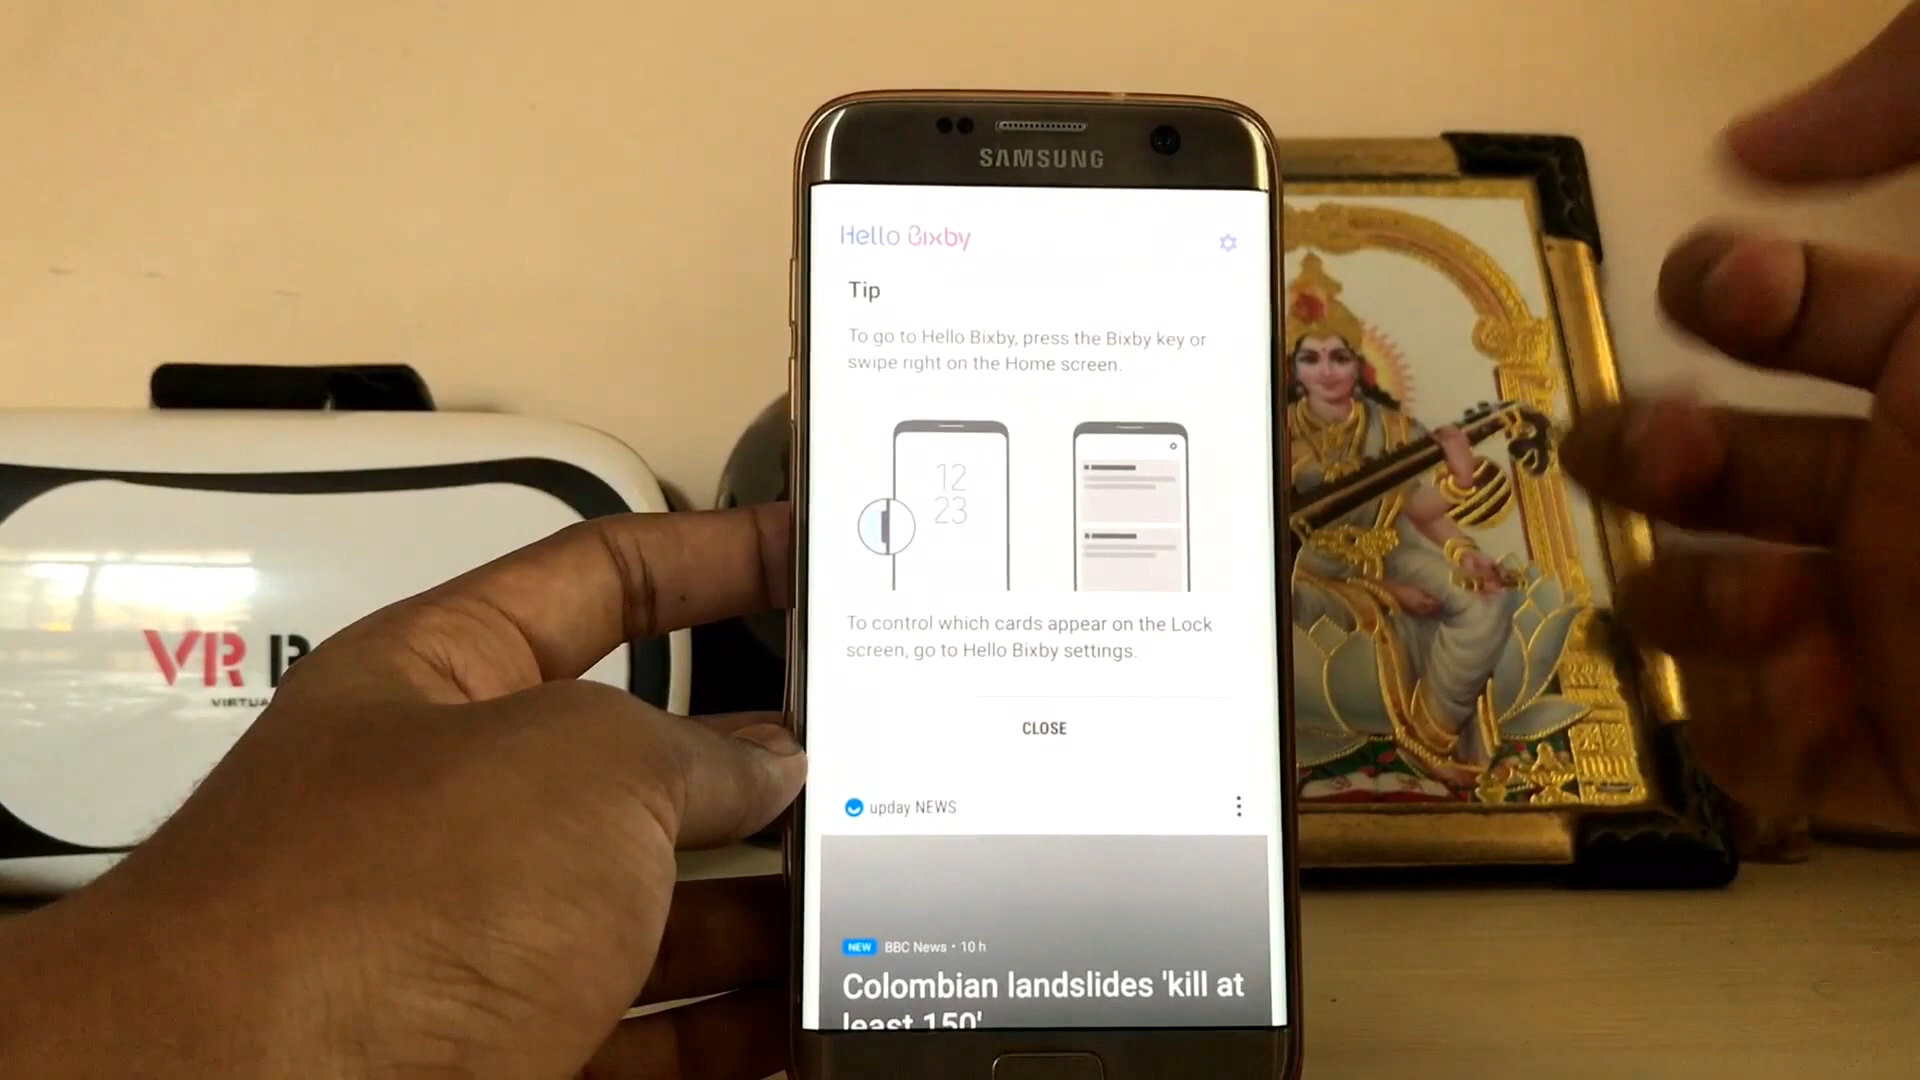 SAMSUNG
Hello Bixby
Tip
To go to Hello Bixby, press the Bixby key or
swipe right on the Home screen.
12
23
To control which cards appear on the Lock
screen, go to Hello Bixby settings.
CLOSE
upday NEWS
NEW BBC News • 10 h
Colombian landslides 'kill at
least 150'
VR